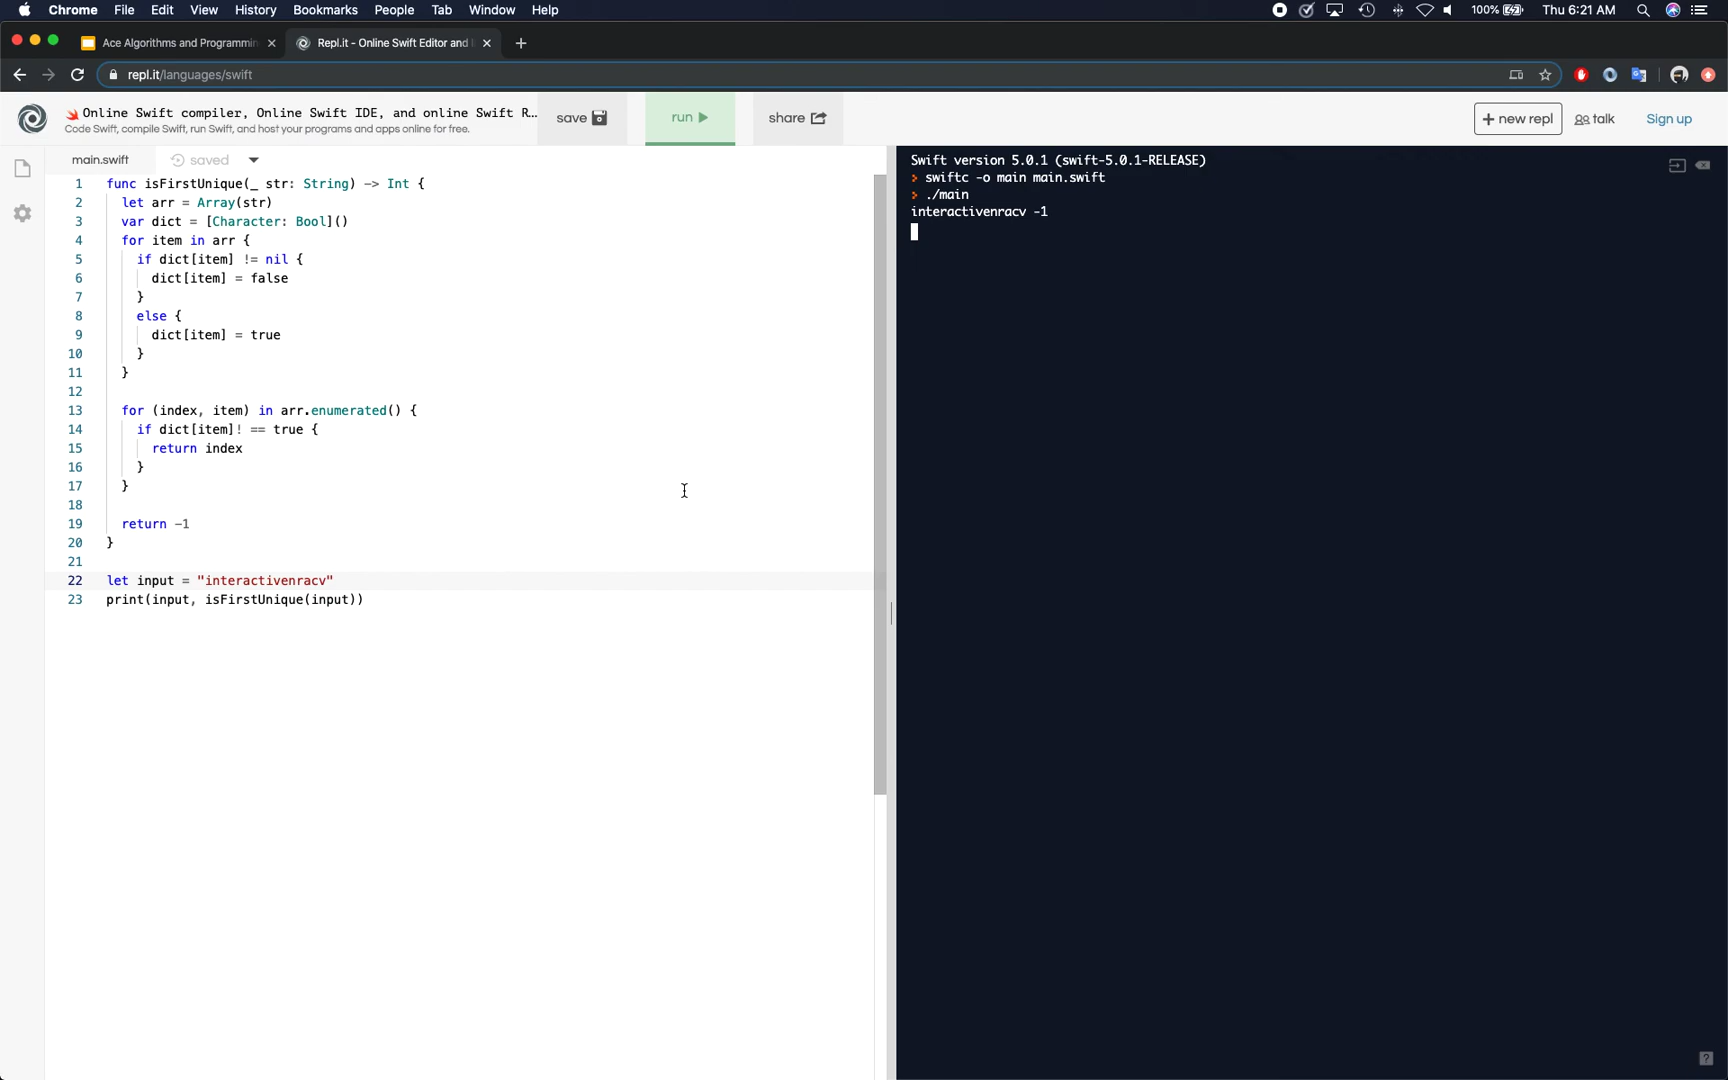 Chrome File Edit View History Bookmarks People Tab Window Help 100% Thu 6:21 AM
Ace Algorithms and Programmin Repl.it - Online Swift Editor and
repl.it/languages/swift
Online Swift compiler, Online Swift IDE, and online Swift R...
Code Swift, compile Swift, run Swift, and host your programs and apps online for free.
save run share + new repl talk Sign up
main.swift saved
1 func isFirstUnique(_ str: String) -> Int {
2 let arr = Array(str)
3 var dict = [Character: Bool]()
4 for item in arr {
5 if dict[item] != nil {
6 dict[item] = false
7 }
8 else {
9 dict[item] = true
10 }
11 }
12
13 for (index, item) in arr.enumerated() {
14 if dict[item]! == true {
15 return index
16 }
17 }
18
19 return -1
20 }
21
22 let input = "interactivenracv"
23 print(input, isFirstUnique(input))
Swift version 5.0.1 (swift-5.0.1-RELEASE)
> swiftc -o main main.swift
> ./main
interactivenracv -1
?